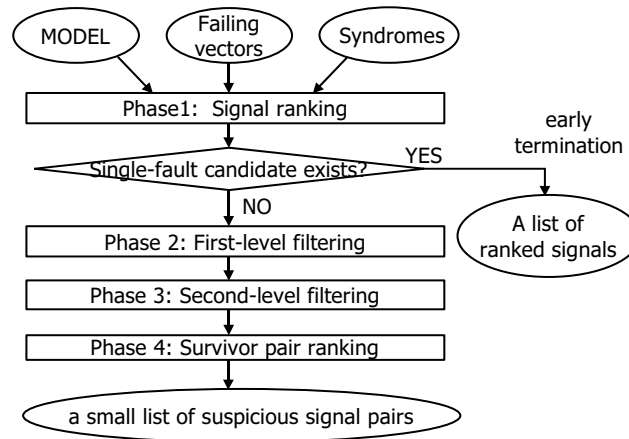 MODEL
Failing
vectors
Syndromes
Phase1: Signal ranking
early
termination
Single-fault candidate exists?
YES
NO
A list of
ranked signals
Phase 2: First-level filtering
Phase 3: Second-level filtering
Phase 4: Survivor pair ranking
a small list of suspicious signal pairs